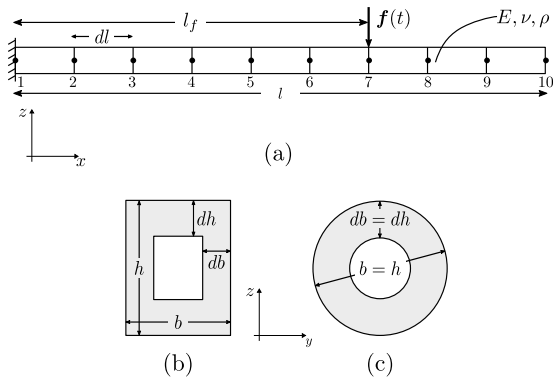 l_f
f(t)
E, ν, ρ
dl
1 2 3 4 5 6 7 8 9 10
l
z
x
(a)
dh
db
h
b
z
y
(b)
db = dh
b = h
(c)